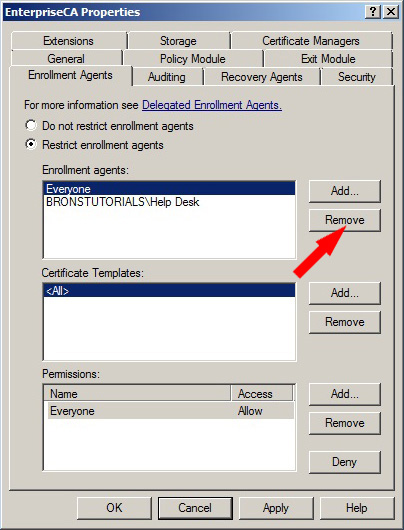 EnterpriseCA Properties
Extensions Storage Certificate Managers
General Policy Module Exit Module
Enrollment Agents Auditing Recovery Agents Security
For more information see Delegated Enrollment Agents.
Do not restrict enrollment agents
Restrict enrollment agents
Enrollment agents:
Everyone
BRONSTUTORIALS\Help Desk
Add...
Remove
Certificate Templates:
<All>
Add...
Remove
Permissions:
Name Access
Everyone Allow
Add...
Remove
Deny
OK Cancel Apply Help